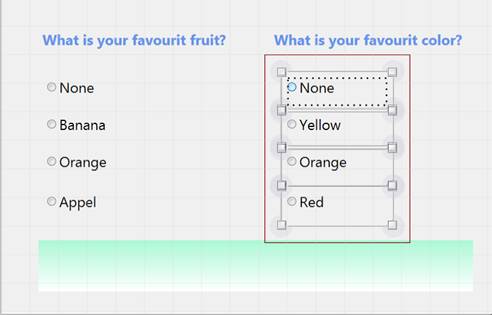 What is your favourit fruit?
None
Banana
Orange
Appel
What is your favourit color?
None
Yellow
Orange
Red